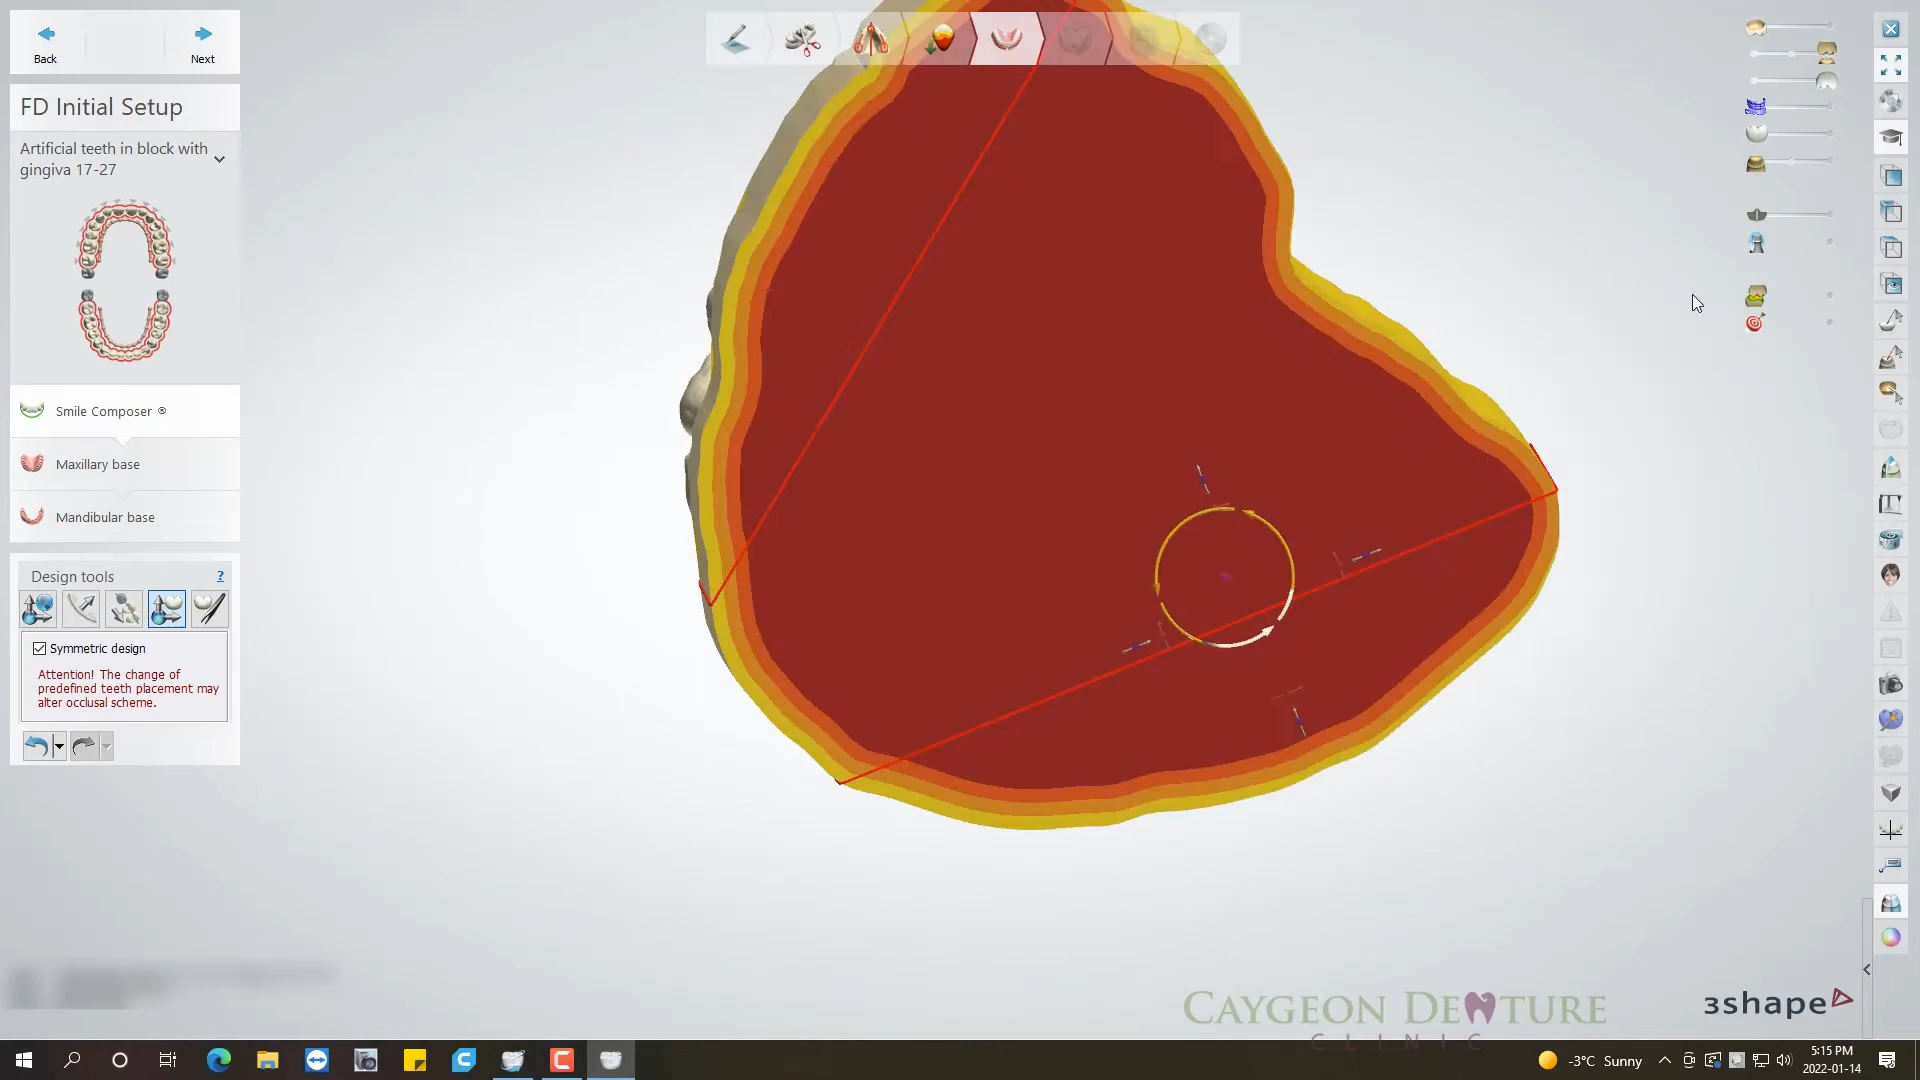 Back
Next
FD Initial Setup
Artificial teeth in block with
gingiva 17-27
Smile Composer ®
Maxillary base
Mandibular base
Design tools
?
Symmetric design
Attention! The change of
predefined teeth placement may
alter occlusal scheme.
CAYGEON DENTURE
CLINIC
3shape
-3°C Sunny
5:15 PM
2022-01-14